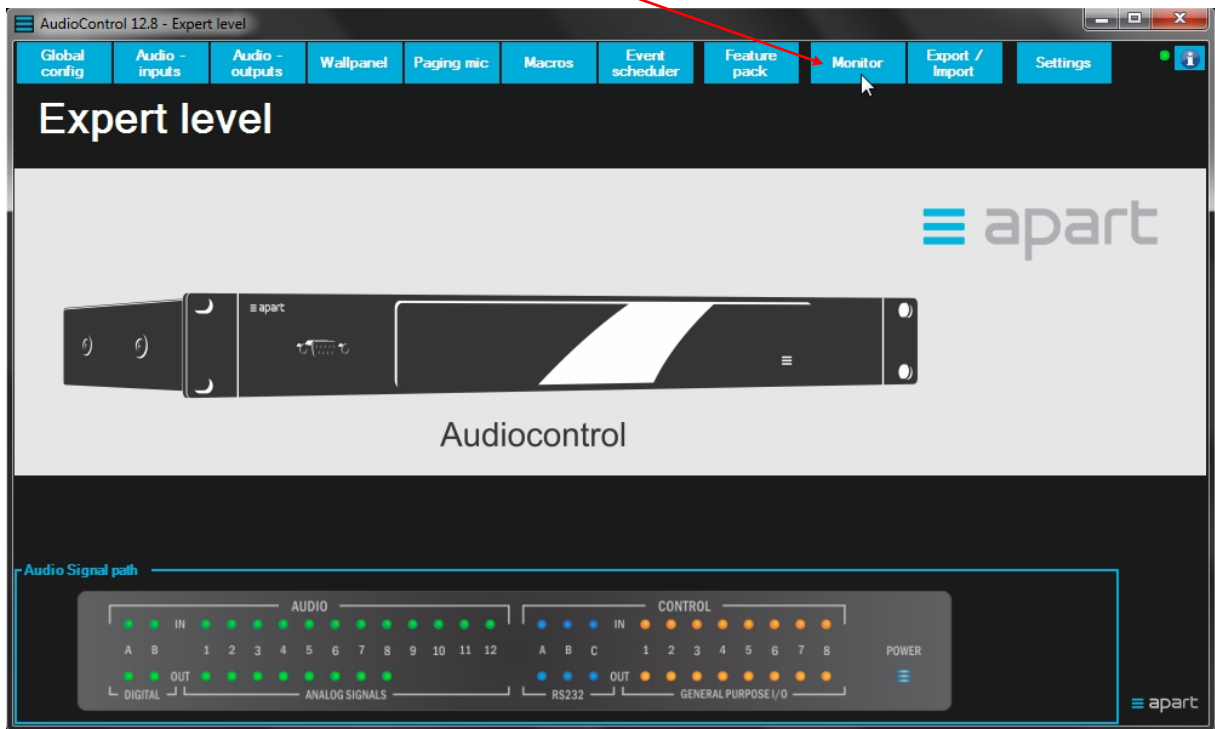 AudioControl 12.8 - Expert level
Global config
Audio - inputs
Audio - outputs
Wallpanel
Paging mic
Macros
Event scheduler
Feature pack
Monitor
Export / Import
Settings
i
Expert level
apart
apart
Audiocontrol
Audio Signal path
AUDIO CONTROL
IN IN
A B 1 2 3 4 5 6 7 8 9 10 11 12 A B C 1 2 3 4 5 6 7 8 POWER
OUT OUT
DIGITAL ANALOG SIGNALS RS232 GENERAL PURPOSE I/O
apart